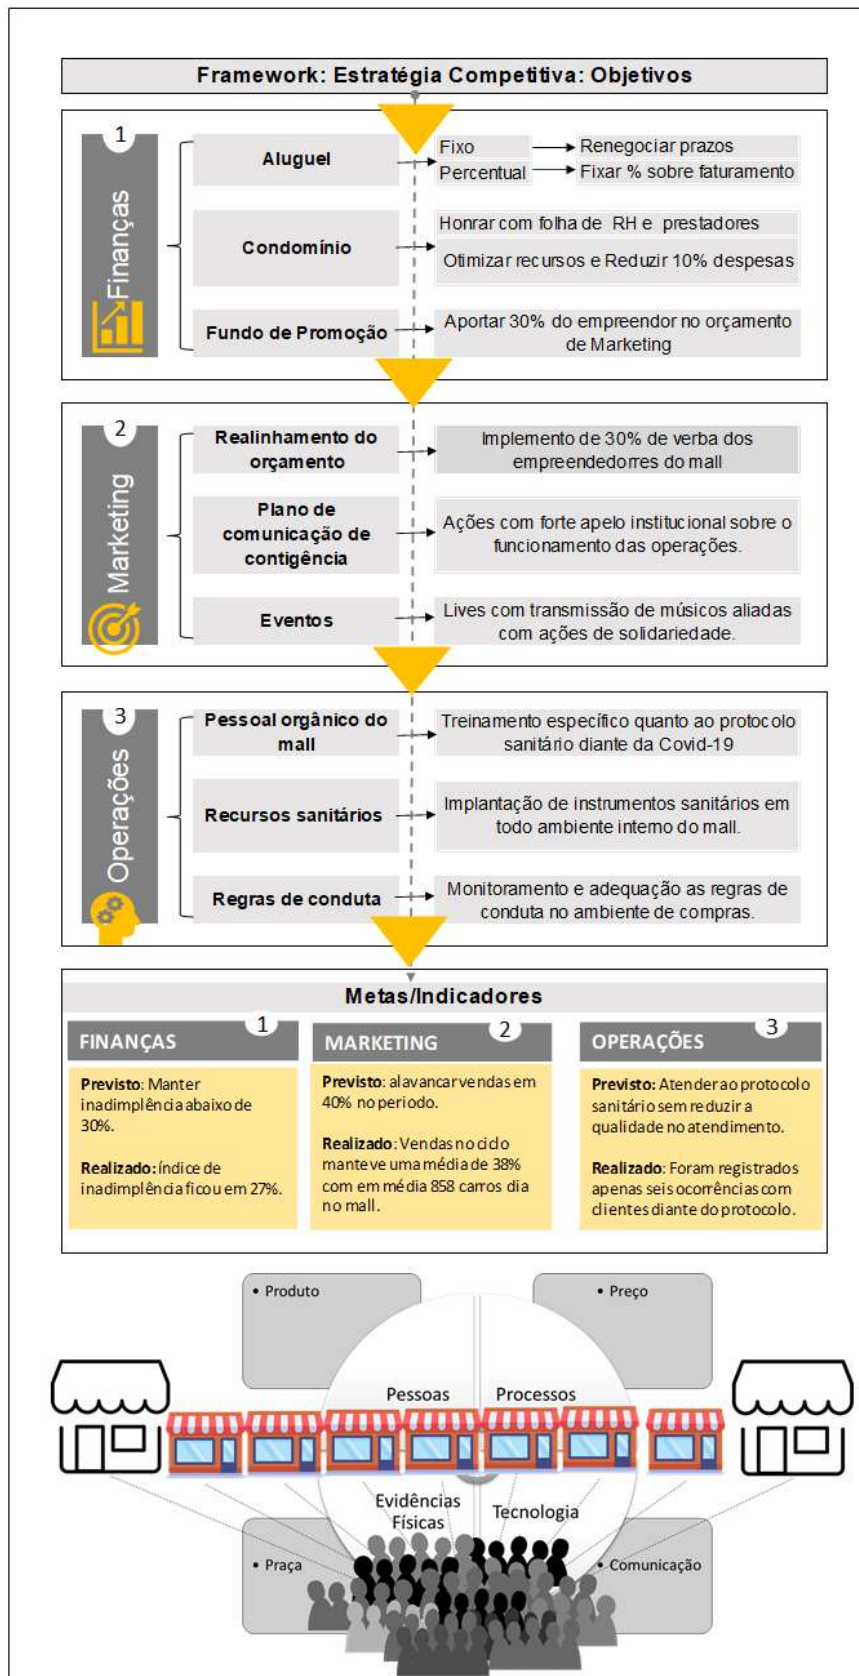 Framework: Estratégia Competitiva: Objetivos
1
Finanças
Aluguel
Fixo
Renegociar prazos
Percentual
Fixar % sobre faturamento
Condomínio
Honrar com folha de RH e prestadores
Otimizar recursos e Reduzir 10% despesas
Fundo de Promoção
Aportar 30% do empreendor no orçamento
de Marketing
2
Marketing
Realinhamento do
orçamento
Implemento de 30% de verba dos
empreendedorres do mall
Plano de
comunicação de
contigência
Ações com forte apelo institucional sobre o
funcionamento das operações.
Eventos
Lives com transmissão de músicos aliadas
com ações de solidariedade.
3
Operações
Pessoal orgânico do
mall
Treinamento específico quanto ao protocolo
sanitário diante da Covid-19
Recursos sanitários
Implantação de instrumentos sanitários em
todo ambiente interno do mall.
Regras de conduta
Monitoramento e adequação as regras de
conduta no ambiente de compras.
Metas/Indicadores
FINANÇAS
1
Previsto: Manter
inadimplência abaixo de
30%.
Realizado: Índice de
inadimplência ficou em 27%.
MARKETING
2
Previsto: alavancar vendas em
40% no periodo.
Realizado: Vendas no ciclo
manteve uma média de 38%
com em média 858 carros dia
no mall.
OPERAÇÕES
3
Previsto: Atender ao protocolo
sanitário sem reduzir a
qualidade no atendimento.
Realizado: Foram registrados
apenas seis ocorrências com
clientes diante do protocolo.
• Produto
• Preço
Pessoas
Processos
Evidências
Físicas
Tecnologia
• Praça
• Comunicação